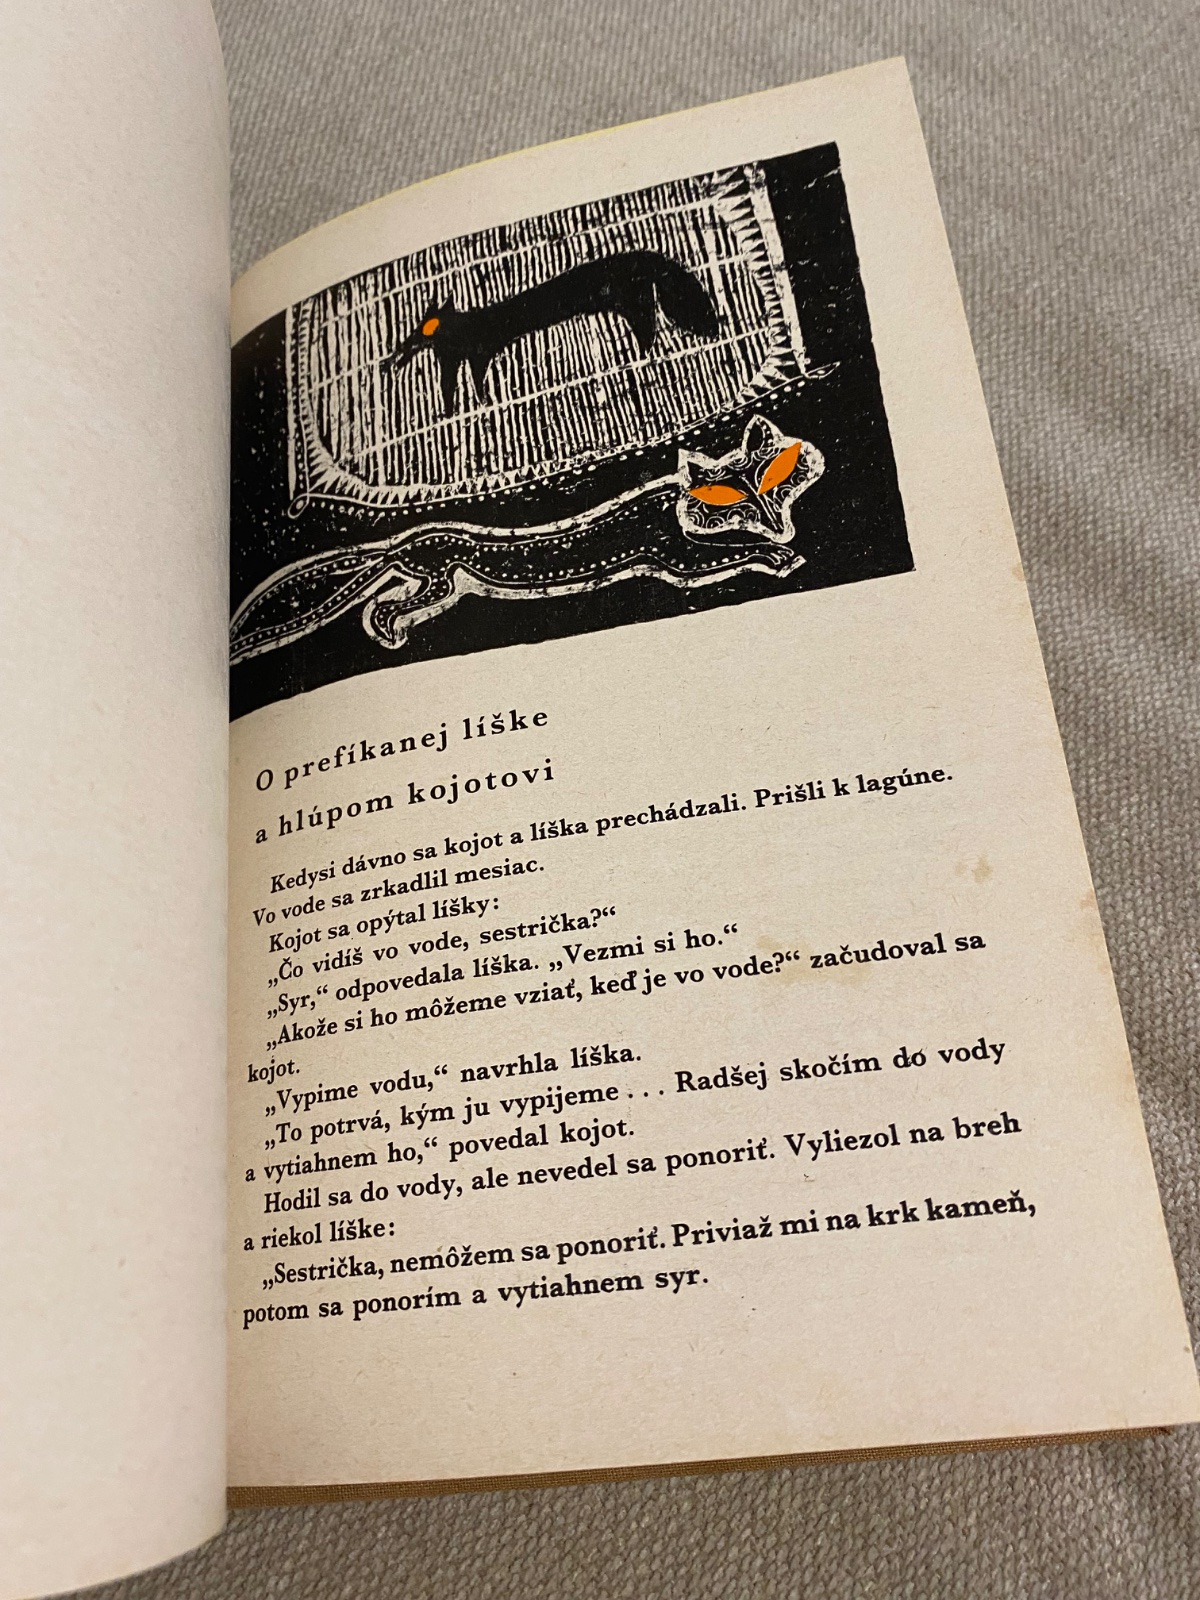 O prefíkanej líške
a hlúpom kojotovi
Kedysi dávno sa kojot a líška prechádzali. Prišli k lagúne.
Vo vode sa zrkadlil mesiac.
Kojot sa opýtal líšky:
„Čo vidíš vo vode, sestrička?“
„Syr,“ odpovedala líška. „Vezmi si ho.“
„Akože si ho môžeme vziať, keď je vo vode?“ začudoval sa
kojot.
„Vypime vodu,“ navrhla líška.
„To potrvá, kým ju vypijeme ... Radšej skočím do vody
a vytiahnem ho,“ povedal kojot.
Hodil sa do vody, ale nevedel sa ponoriť. Vyliezol na breh
a riekol líške:
„Sestrička, nemôžem sa ponoriť. Priviaž mi na krk kameň,
potom sa ponorím a vytiahnem syr.